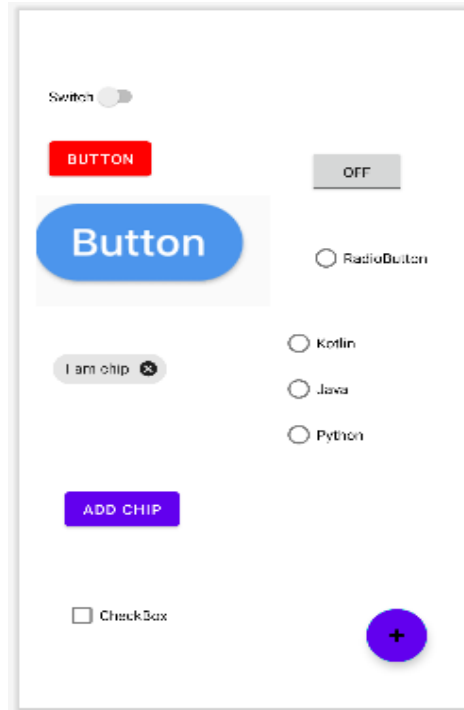 Switch
BUTTON
OFF
Button
RadioButton
Kotlin
I am chip
Java
Python
ADD CHIP
CheckBox
+